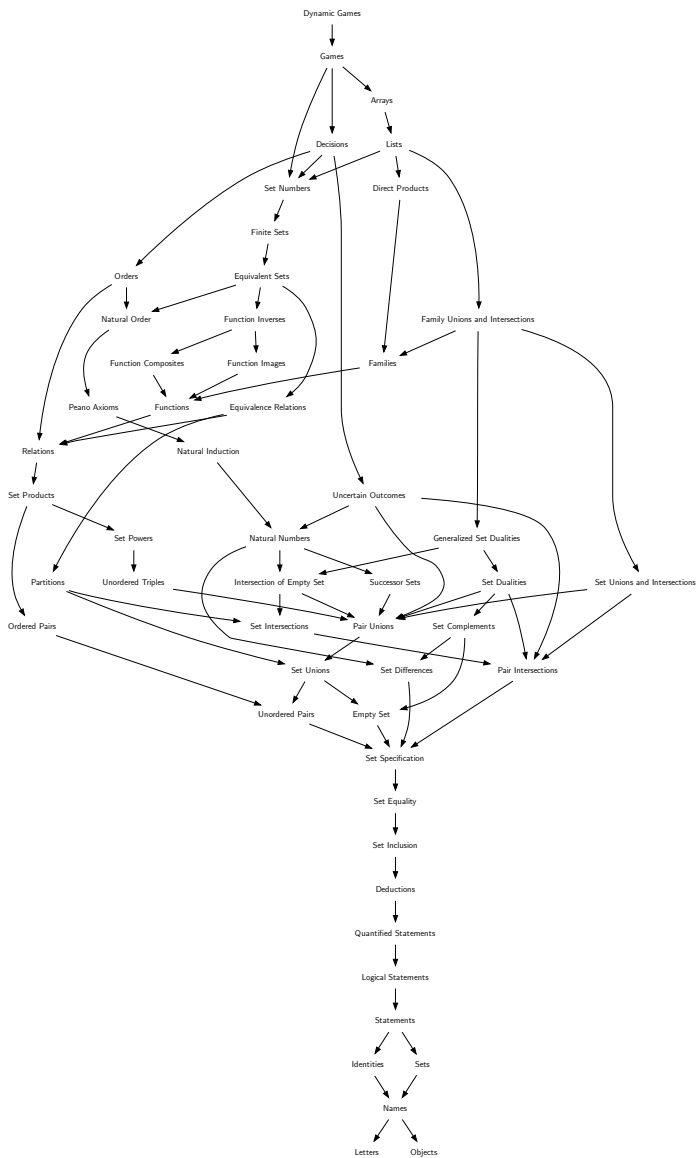 Dynamic Games
Games
Arrays
Decisions
Lists
Set Numbers
Direct Products
Finite Sets
Orders
Equivalent Sets
Natural Order
Function Inverses
Family Unions and Intersections
Function Composites
Function Images
Families
Peano Axioms
Functions
Equivalence Relations
Relations
Natural Induction
Set Products
Uncertain Outcomes
Set Powers
Natural Numbers
Generalized Set Dualities
Partitions
Unordered Triples
Intersection of Empty Set
Successor Sets
Set Dualities
Set Unions and Intersections
Ordered Pairs
Set Intersections
Pair Unions
Set Complements
Set Unions
Set Differences
Pair Intersections
Unordered Pairs
Empty Set
Set Specification
Set Equality
Set Inclusion
Deductions
Quantified Statements
Logical Statements
Statements
Identities
Sets
Names
Letters
Objects